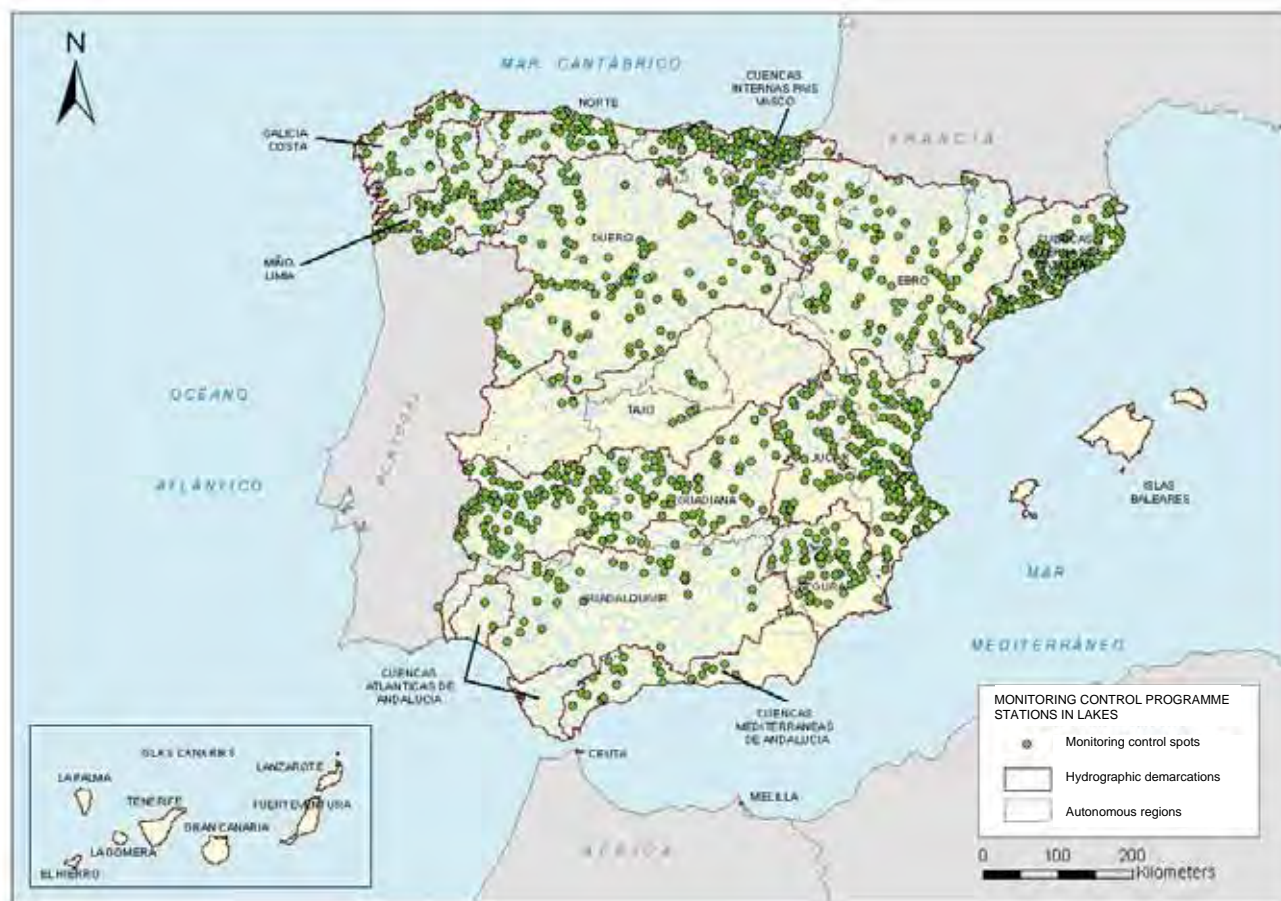 N
MAR CANTÁBRICO
CUENCAS
INTERNAS PAIS
VASCO
NORTE
GALICIA
COSTA
FRANCIA
MIÑO
LIMIA
DUERO
CUENCAS
EBRO
OCÉANO
ATLÁNTICO
PORTUGAL
TAJO
JUCAR
GUADIANA
ISLAS
BALEARES
SEGURA
GUADALQUIVIR
MAR
MEDITERRÁNEO
CUENCAS
ATLANTICAS DE
ANDALUCIA
CUENCAS
MEDITERRANEAS
DE ANDALUCIA
CEUTA
MELILLA
ÁFRICA
ISLAS CANARIAS
LA PALMA
LANZAROTE
TENERIFE
FUERTEVENTURA
GRAN CANARIA
LA GOMERA
EL HIERRO
MONITORING CONTROL PROGRAMME
STATIONS IN LAKES
Monitoring control spots
Hydrographic demarcations
Autonomous regions
0 100 200
Kilometers